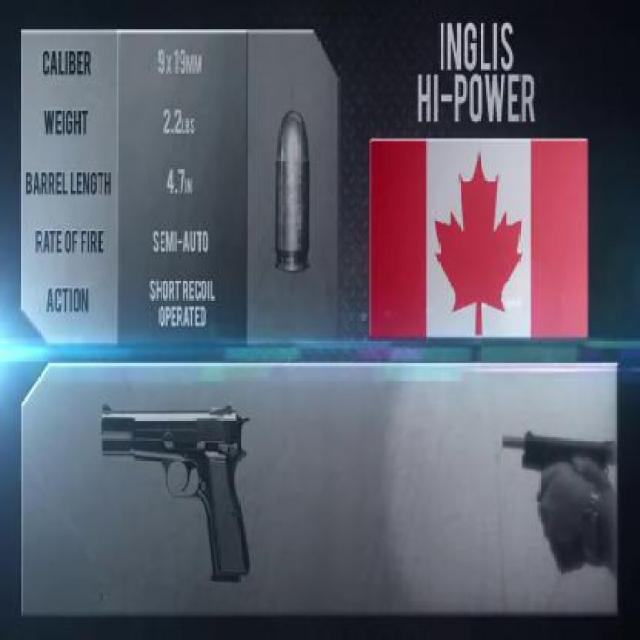 INGLIS
HI-POWER
CALIBER 9x19MM
WEIGHT 2.2LBS
BARREL LENGTH 4.7IN
RATE OF FIRE SEMI-AUTO
ACTION SHORT RECOIL
OPERATED